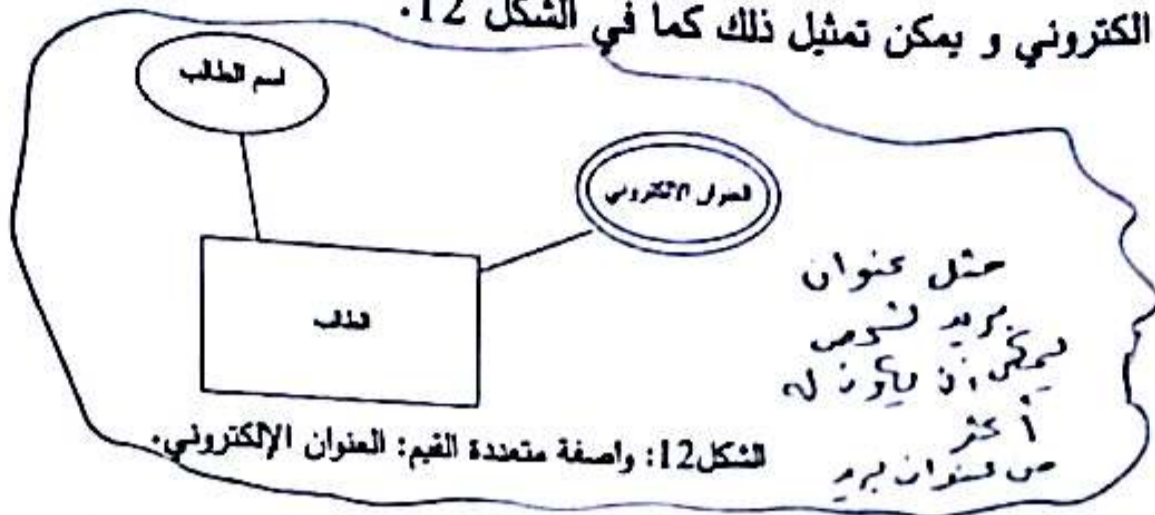 الكتروني و يمكن تمثيل ذلك كما في الشكل 12.
اسم الطالب
العنوان الالكتروني
الطالب
مثل عنوان
بريد لشخص
يمكن أن يكون له
أكثر
من عنوان بريد
الشكل12: واصفة متعددة القيم: العنوان الإلكتروني.